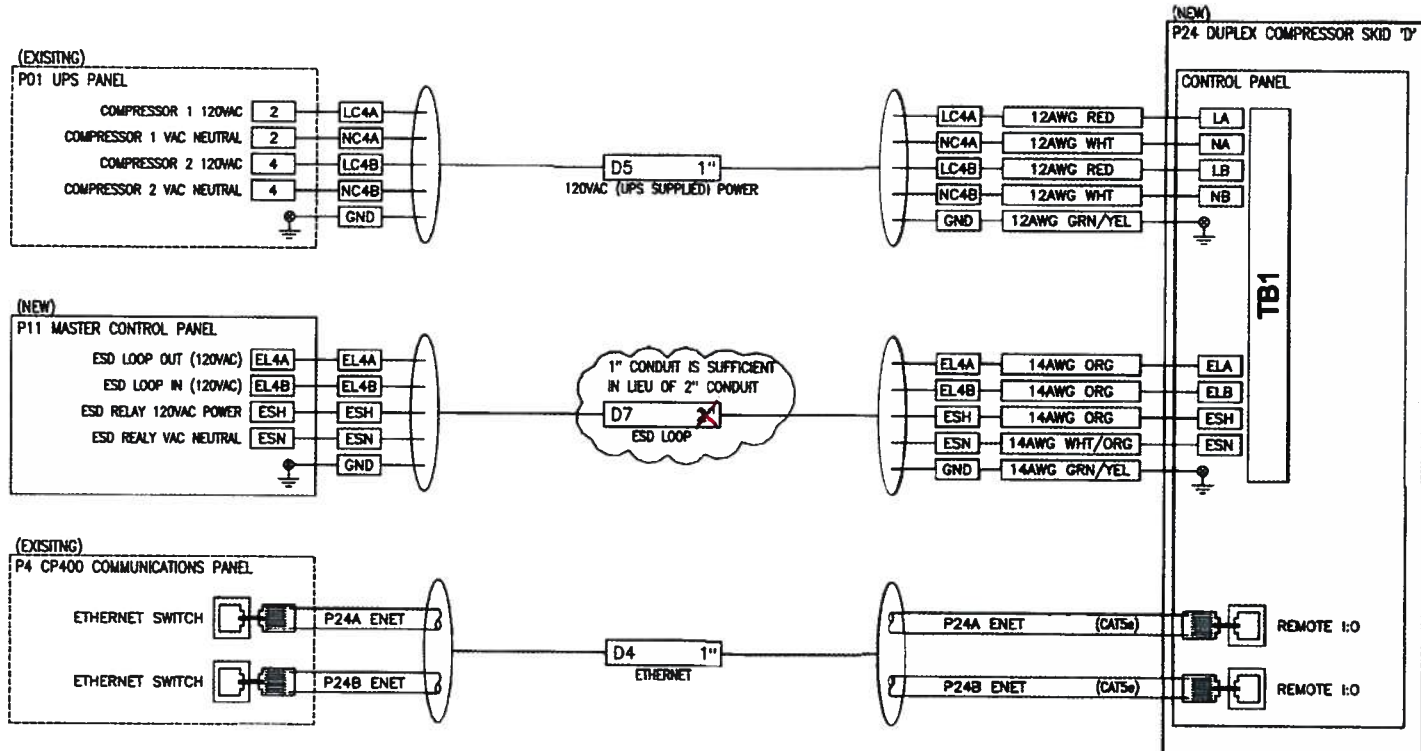 (NEW)
P24 DUPLEX COMPRESSOR SKID 'D'
CONTROL PANEL
TB1
(EXISITNG)
P01 UPS PANEL
COMPRESSOR 1 120VAC 2 LC4A LC4A 12AWG RED LA
COMPRESSOR 1 VAC NEUTRAL 2 NC4A NC4A 12AWG WHT NA
COMPRESSOR 2 120VAC 4 LC4B LC4B 12AWG RED LB
COMPRESSOR 2 VAC NEUTRAL 4 NC4B NC4B 12AWG WHT NB
GND GND 12AWG GRN/YEL
D5 1"
120VAC (UPS SUPPLIED) POWER
(NEW)
P11 MASTER CONTROL PANEL
ESD LOOP OUT (120VAC) EL4A EL4A EL4A 14AWG ORG ELA
ESD LOOP IN (120VAC) EL4B EL4B EL4B 14AWG ORG ELB
ESD RELAY 120VAC POWER ESH ESH ESH 14AWG ORG ESH
ESD REALY VAC NEUTRAL ESN ESN ESN 14AWG WHT/ORG ESN
GND GND 14AWG GRN/YEL
1" CONDUIT IS SUFFICIENT
IN LIEU OF 2" CONDUIT
D7
ESD LOOP
(EXISITNG)
P4 CP400 COMMUNICATIONS PANEL
ETHERNET SWITCH P24A ENET P24A ENET (CAT5e) REMOTE I:O
D4 1"
ETHERNET
ETHERNET SWITCH P24B ENET P24B ENET (CAT5e) REMOTE I:O